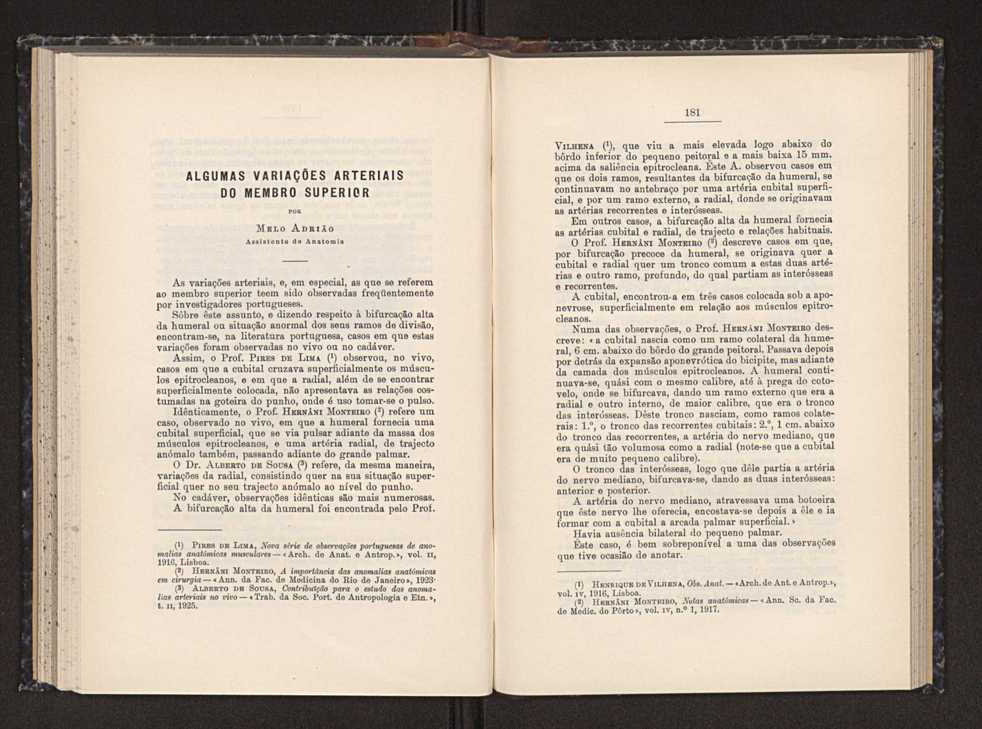 ALGUMAS VARIAÇÕES ARTERIAIS
DO MEMBRO SUPERIOR
POR
MELO ADRIÃO
Assistente de Anatomia
As variações arteriais, e, em especial, as que se referem
ao membro superior teem sido observadas freqüentemente
por investigadores portugueses.
Sôbre êste assunto, e dizendo respeito à bifurcação alta
da humeral ou situação anormal dos seus ramos de divisão,
encontram-se, na literatura portuguesa, casos em que estas
variações foram observadas no vivo ou no cadáver.
Assim, o Prof. PIRES DE LIMA (1) observou, no vivo,
casos em que a cubital cruzava superficialmente os múscu-
los epitrocleanos, e em que a radial, além de se encontrar
superficialmente colocada, não apresentava as relações cos-
tumadas na goteira do punho, onde é uso tomar-se o pulso.
Idênticamente, o Prof. HERNÂNI MONTEIRO (2) refere um
caso, observado no vivo, em que a humeral fornecia uma
cubital superficial, que se via pulsar adiante da massa dos
músculos epitrocleanos, e uma artéria radial, de trajecto
anómalo também, passando adiante do grande palmar.
O Dr. ALBERTO DE SOUSA (3) refere, da mesma maneira,
variações da radial, consistindo quer na sua situação super-
ficial quer no seu trajecto anómalo ao nível do punho.
No cadáver, observações idênticas são mais numerosas.
A bifurcação alta da humeral foi encontrada pelo Prof.
(1) PIRES DE LIMA, Nova série de observações portuguesas de ano-
malias anatómicas musculares — «Arch. de Anat. e Antrop.», vol. II,
1916, Lisboa.
(2) HERNÂNI MONTEIRO, A importância das anomalias anatómicas
em cirurgia — «Ann. da Fac. de Medicina do Rio de Janeiro», 1923·
(3) ALBERTO DE SOUSA, Contribuïção para o estudo das anoma-
lias arteriais no vivo — «Trab. da Soc. Port. de Antropologia e Etn.»,
t. II, 1925.
181
VILHENA (1), que viu a mais elevada logo abaixo do
bôrdo inferior do pequeno peitoral e a mais baixa 15 mm.
acima da saliência epitrocleana. Êste A. observou casos em
que os dois ramos, resultantes da bifurcação da humeral, se
continuavam no antebraço por uma artéria cubital superfi-
cial, e por um ramo externo, a radial, donde se originavam
as artérias recorrentes e interósseas.
Em outros casos, a bifurcação alta da humeral fornecia
as artérias cubital e radial, de trajecto e relações habituais.
O Prof. HERNÂNI MONTEIRO (2) descreve casos em que,
por bifurcação precoce da humeral, se originava quer a
cubital e radial quer um tronco comum a estas duas arté-
rias e outro ramo, profundo, do qual partiam as interósseas
e recorrentes.
A cubital, encontrou-a em três casos colocada sob a apo-
nevrose, superficialmente em relação aos músculos epitro-
cleanos.
Numa das observações, o Prof. HERNÂNI MONTEIRO des-
creve: «a cubital nascia como um ramo colateral da hume-
ral, 6 cm. abaixo do bôrdo do grande peitoral. Passava depois
por detrás da expansão aponevrótica do bicipite, mas adiante
da camada dos músculos epitrocleanos. A humeral conti-
nuava-se, quási com o mesmo calibre, até à prega do coto-
velo, onde se bifurcava, dando um ramo externo que era a
radial e outro interno, de maior calibre, que era o tronco
das interósseas. Dêste tronco nasciam, como ramos colate-
rais: 1.º, o tronco das recorrentes cubitais: 2.º, 1 cm. abaixo
do tronco das recorrentes, a artéria do nervo mediano, que
era quási tão volumosa como a radial (note-se que a cubital
era de muito pequeno calibre).
O tronco das interósseas, logo que dêle partia a artéria
do nervo mediano, bifurcava-se, dando as duas interósseas:
anterior e posterior.
A artéria do nervo mediano, atravessava uma botoeira
que êste nervo lhe oferecia, encostava-se depois a êle e ia
formar com a cubital a arcada palmar superficial.»
Havia ausência bilateral do pequeno palmar.
Êste caso, é bem sobreponível a uma das observações
que tive ocasião de anotar.
(1) HENRIQUE DE VILHENA, Obs. Anat. — «Arch. de Ant. e Antrop.»,
vol. IV, 1916, Lisboa.
(2) HERNÂNI MONTEIRO, Notas anatómicas — «Ann. Sc. da Fac.
de Medic. do Pôrto», vol. IV, n.º 1, 1917.